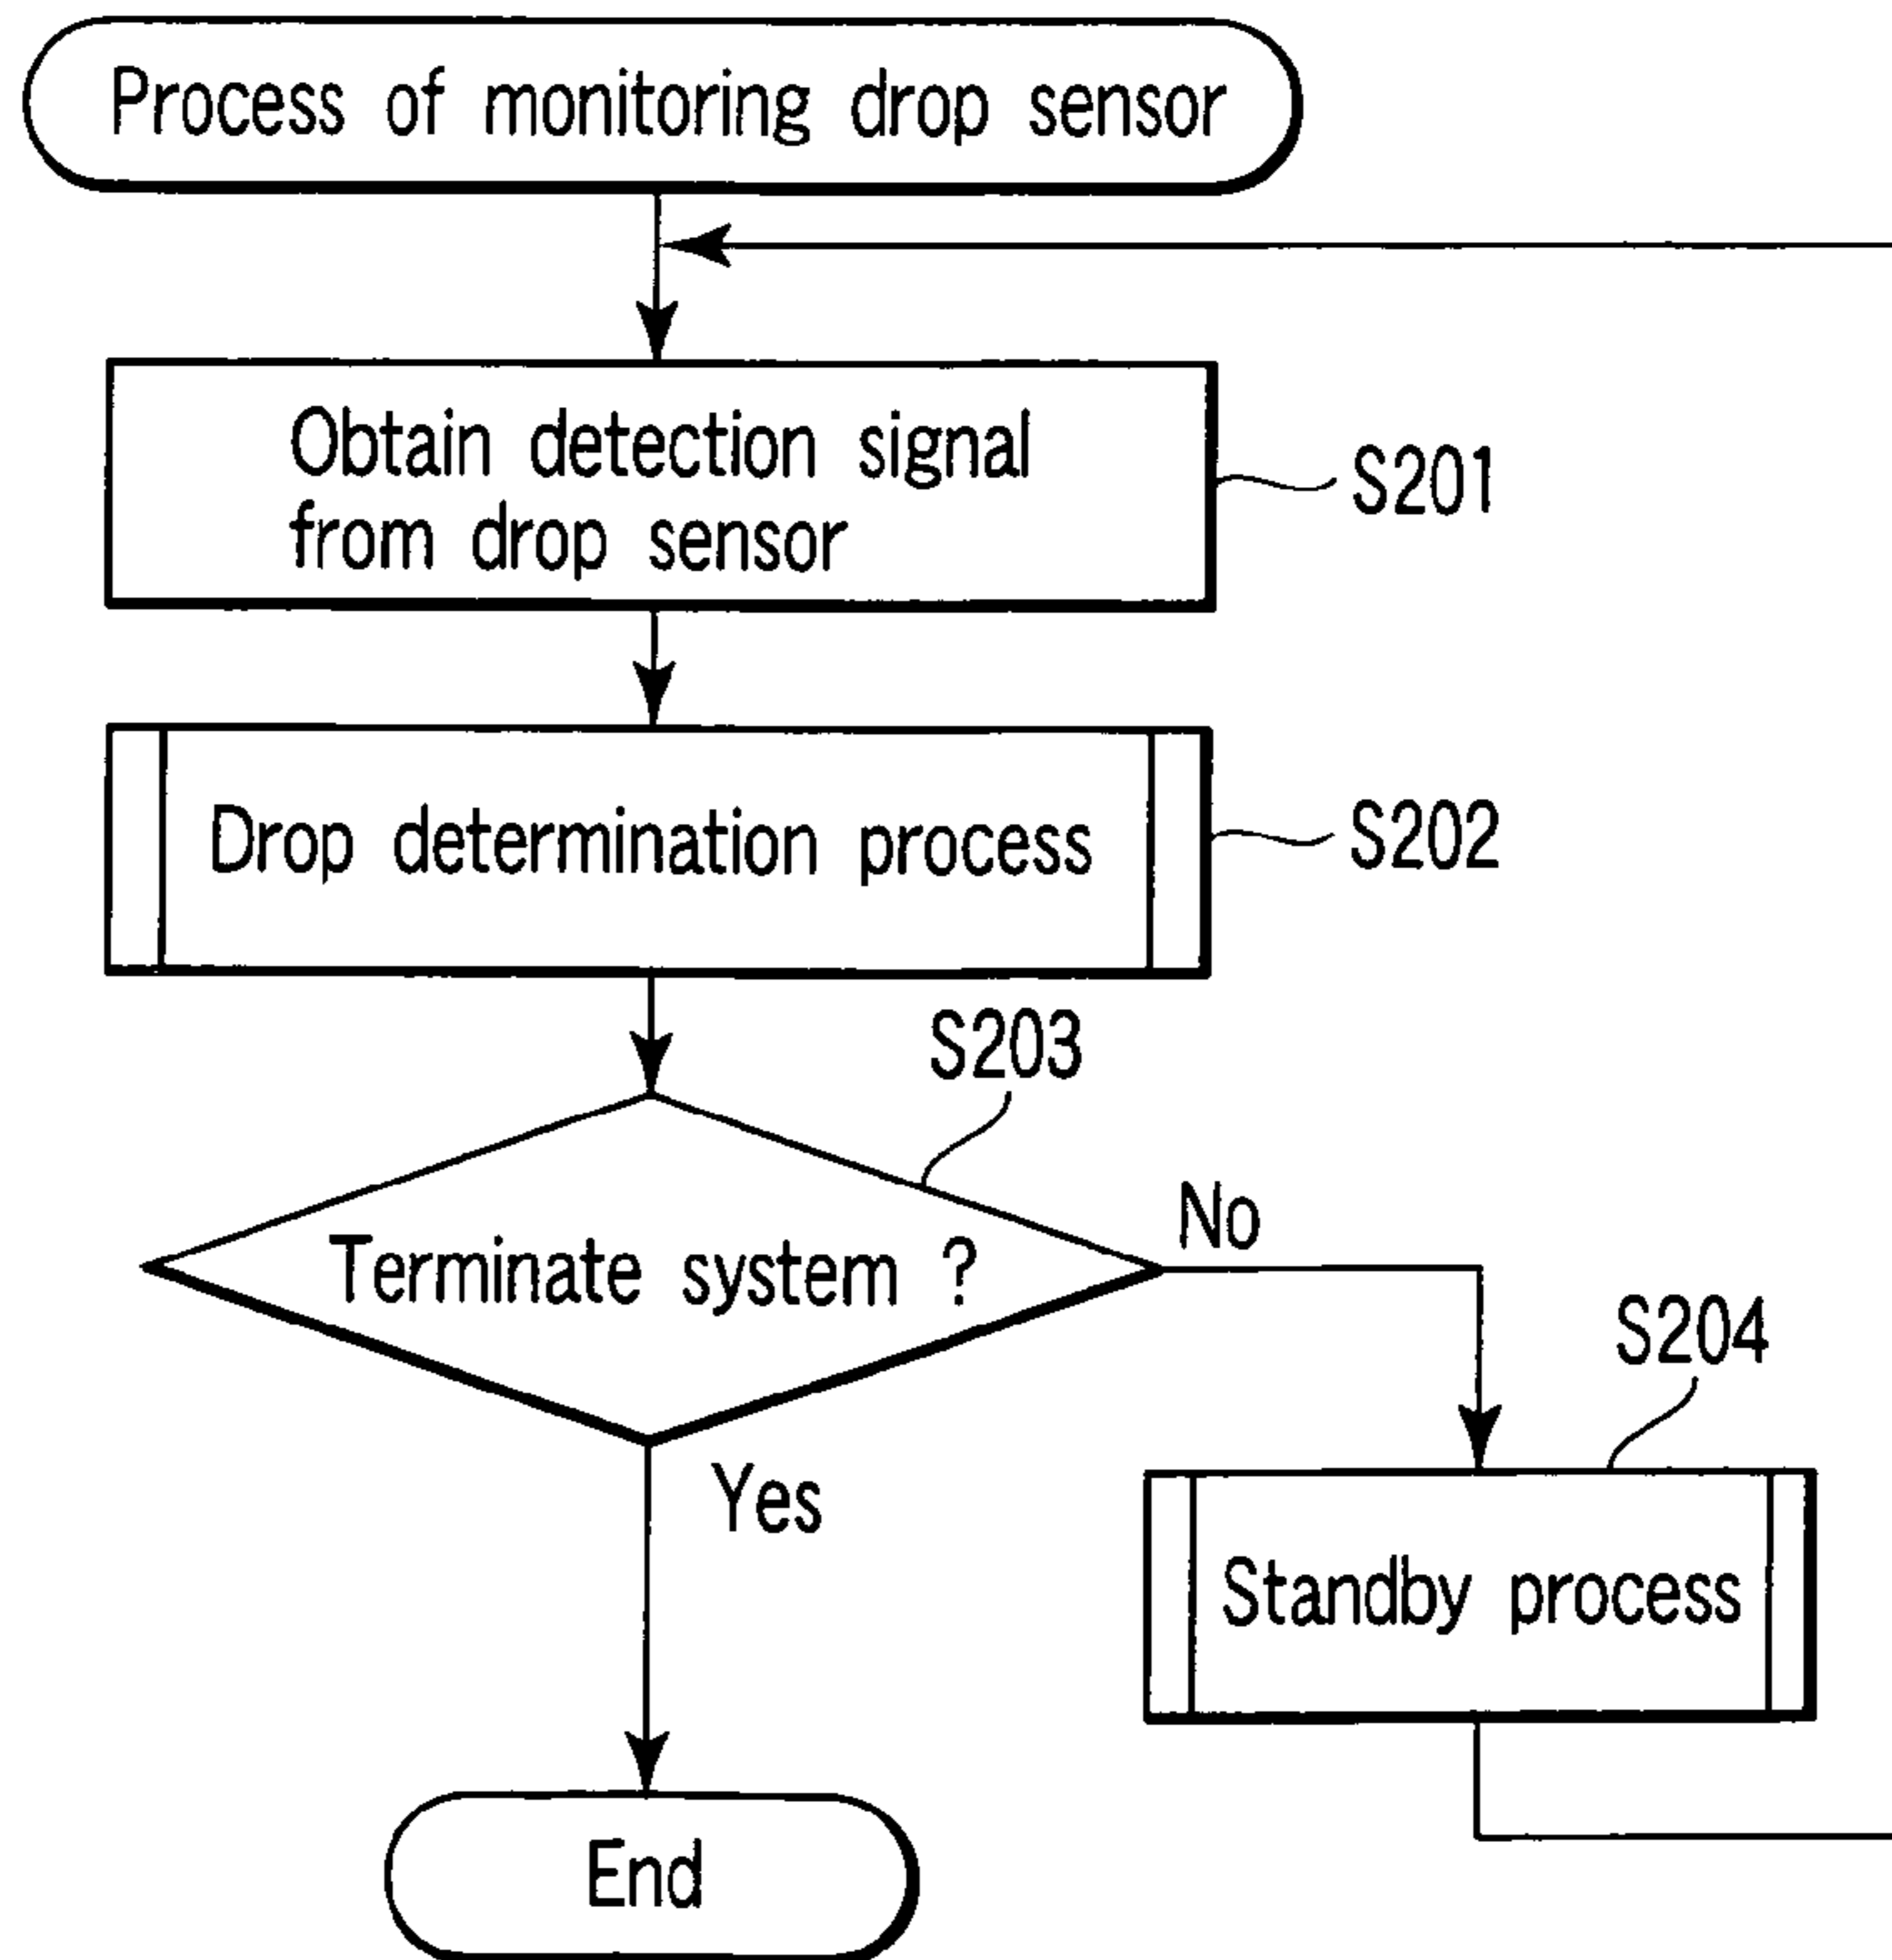 Process of monitoring drop sensor
Obtain detection signal
from drop sensor
S201
Drop determination process
S202
S203
Terminate system ?
No
Yes
S204
Standby process
End